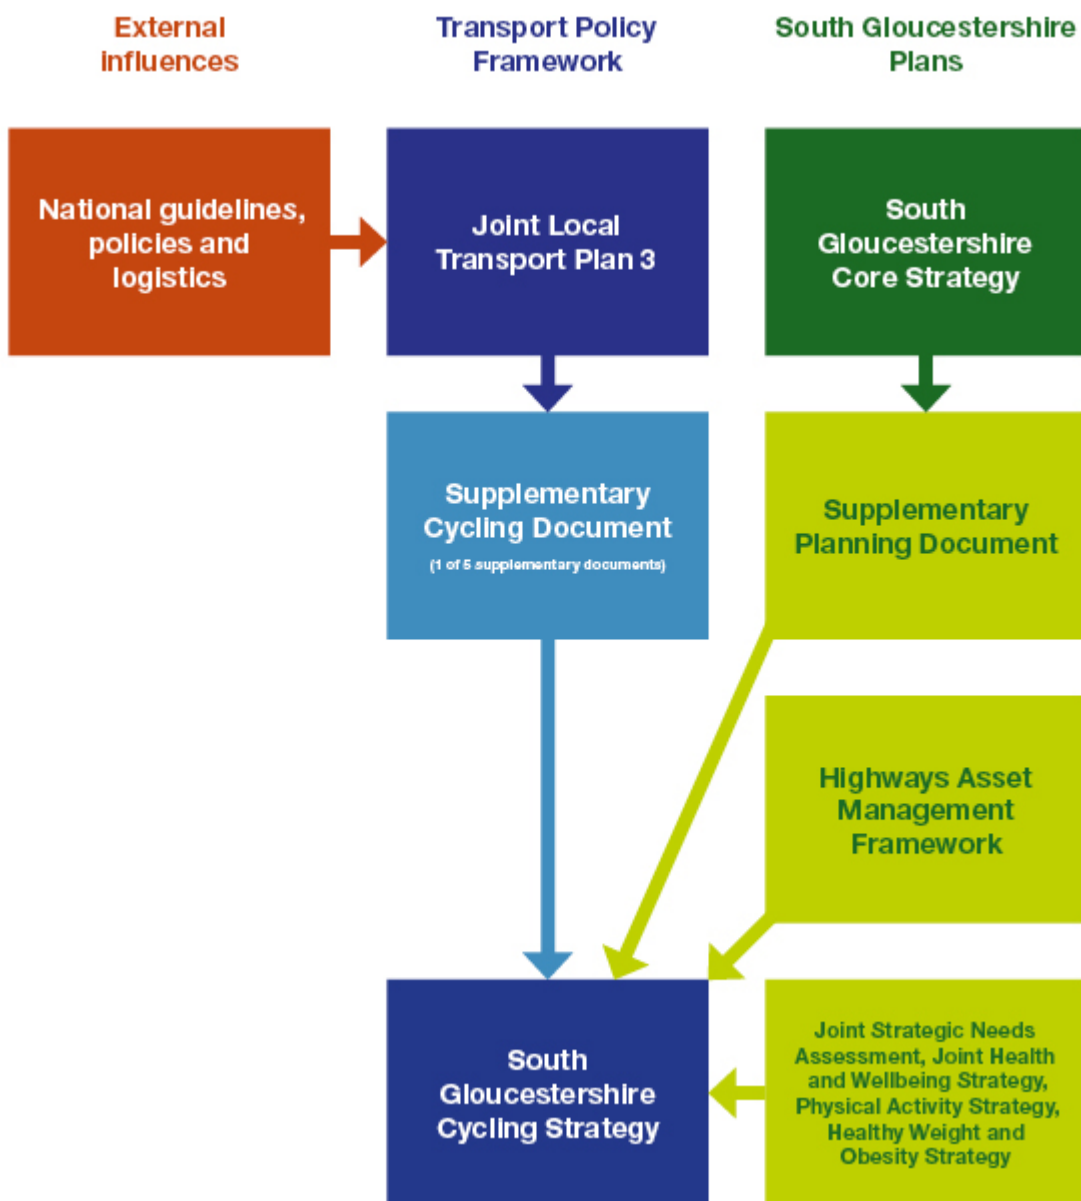 External
influences
Transport Policy
Framework
South Gloucestershire
Plans
National guidelines,
policies and
logistics
Joint Local
Transport Plan 3
South
Gloucestershire
Core Strategy
Supplementary
Cycling Document
(1 of 5 supplementary documents)
Supplementary
Planning Document
Highways Asset
Management
Framework
South
Gloucestershire
Cycling Strategy
Joint Strategic Needs
Assessment, Joint Health
and Wellbeing Strategy,
Physical Activity Strategy,
Healthy Weight and
Obesity Strategy